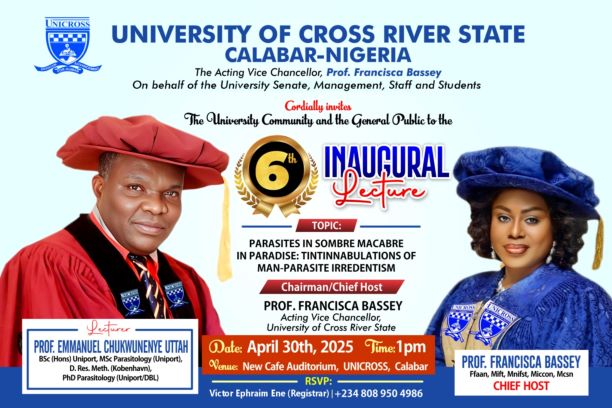 UNICROSS
UNIVERSITY OF CROSS RIVER STATE
CALABAR-NIGERIA
The Acting Vice Chancellor, Prof. Francisca Bassey
On behalf of the University Senate, Management, Staff and Students
Cordially invites
The University Community and the General Public to the
6th
INAUGURAL
Lecture
TOPIC:
PARASITES IN SOMBRE MACABRE
IN PARADISE: TINTINNABULATIONS OF
MAN-PARASITE IRREDENTISM
Chairman/Chief Host
PROF. FRANCISCA BASSEY
Acting Vice Chancellor,
University of Cross River State
Lecturer
PROF. EMMANUEL CHUKWUNENYE UTTAH
BSc (Hons) Uniport, MSc Parasitology (Uniport),
D. Res. Meth. (Kobenhavn),
PhD Parasitology (Uniport/DBL)
Date: April 30th, 2025 Time: 1pm
Venue: New Cafe Auditorium, UNICROSS, Calabar
RSVP:
Victor Ephraim Ene (Registrar) | +234 808 950 4986
UNICROSS
PROF. FRANCISCA BASSEY
Ffaan, Mift, Mnifst, Miccon, Mcsn
CHIEF HOST